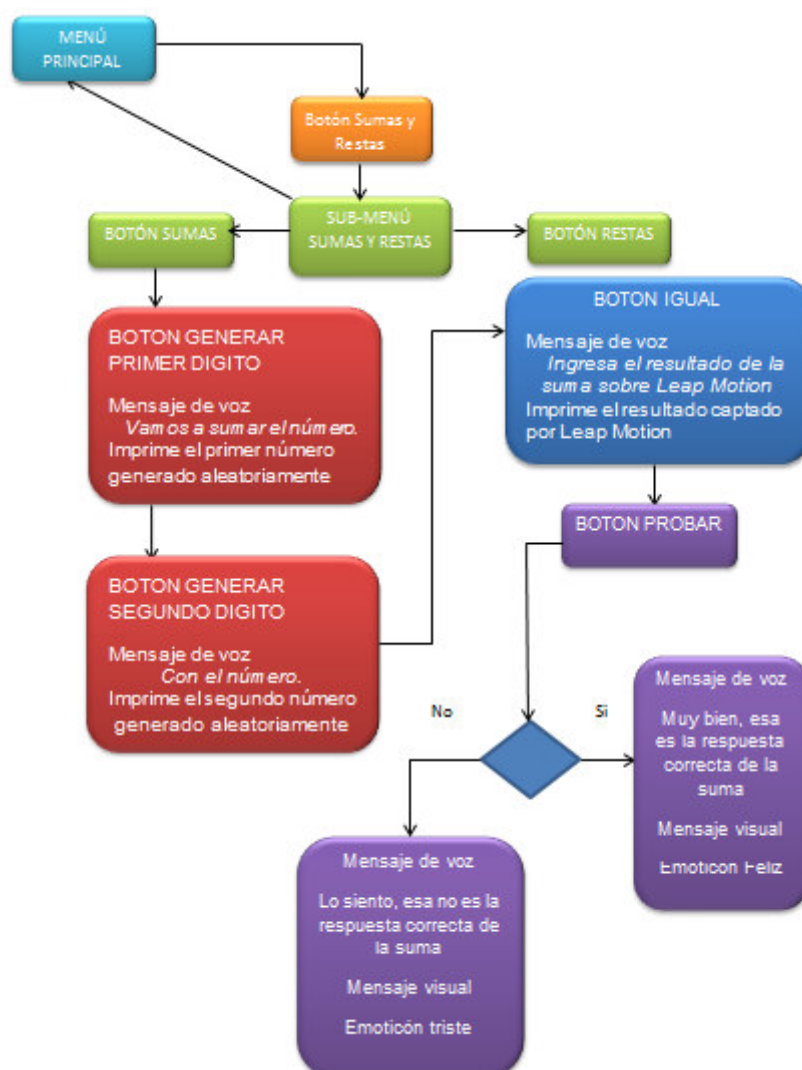 MENÚ
PRINCIPAL
Botón Sumas y
Restas
SUB-MENÚ
SUMAS Y RESTAS
BOTÓN SUMAS
BOTÓN RESTAS
BOTON GENERAR
PRIMER DIGITO
Mensaje de voz
Vamos a sumar el número.
Imprime el primer número
generado aleatoriamente
BOTON GENERAR
SEGUNDO DIGITO
Mensaje de voz
Con el número.
Imprime el segundo número
generado aleatoriamente
BOTON IGUAL
Mensaje de voz
Ingresa el resultado de la
suma sobre Leap Motion
Imprime el resultado captado
por Leap Motion
BOTON PROBAR
No
Si
Mensaje de voz
Muy bien, esa
es la respuesta
correcta de la
suma
Mensaje visual
Emoticón Feliz
Mensaje de voz
Lo siento, esa no es la
respuesta correcta de
la suma
Mensaje visual
Emoticón triste